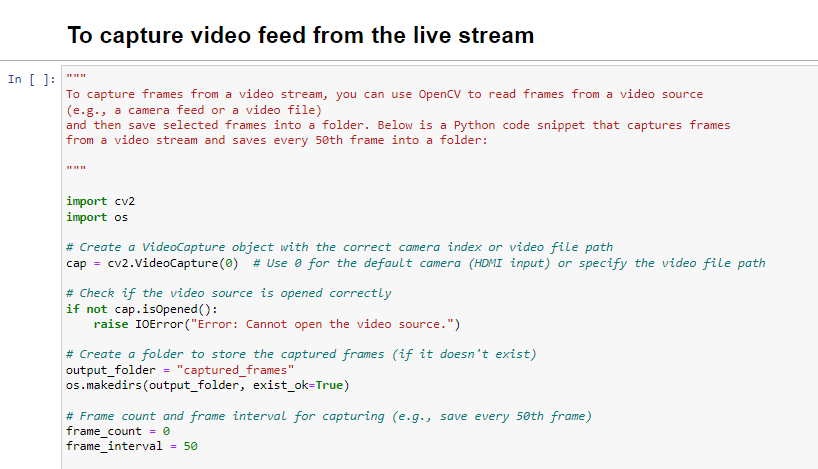 To capture video feed from the live stream
In [ ]:
"""
To capture frames from a video stream, you can use OpenCV to read frames from a video source
(e.g., a camera feed or a video file)
and then save selected frames into a folder. Below is a Python code snippet that captures frames
from a video stream and saves every 50th frame into a folder:
"""
import cv2
import os
# Create a VideoCapture object with the correct camera index or video file path
cap = cv2.VideoCapture(0)  # Use 0 for the default camera (HDMI input) or specify the video file path
# Check if the video source is opened correctly
if not cap.isOpened():
    raise IOError("Error: Cannot open the video source.")
# Create a folder to store the captured frames (if it doesn't exist)
output_folder = "captured_frames"
os.makedirs(output_folder, exist_ok=True)
# Frame count and frame interval for capturing (e.g., save every 50th frame)
frame_count = 0
frame_interval = 50